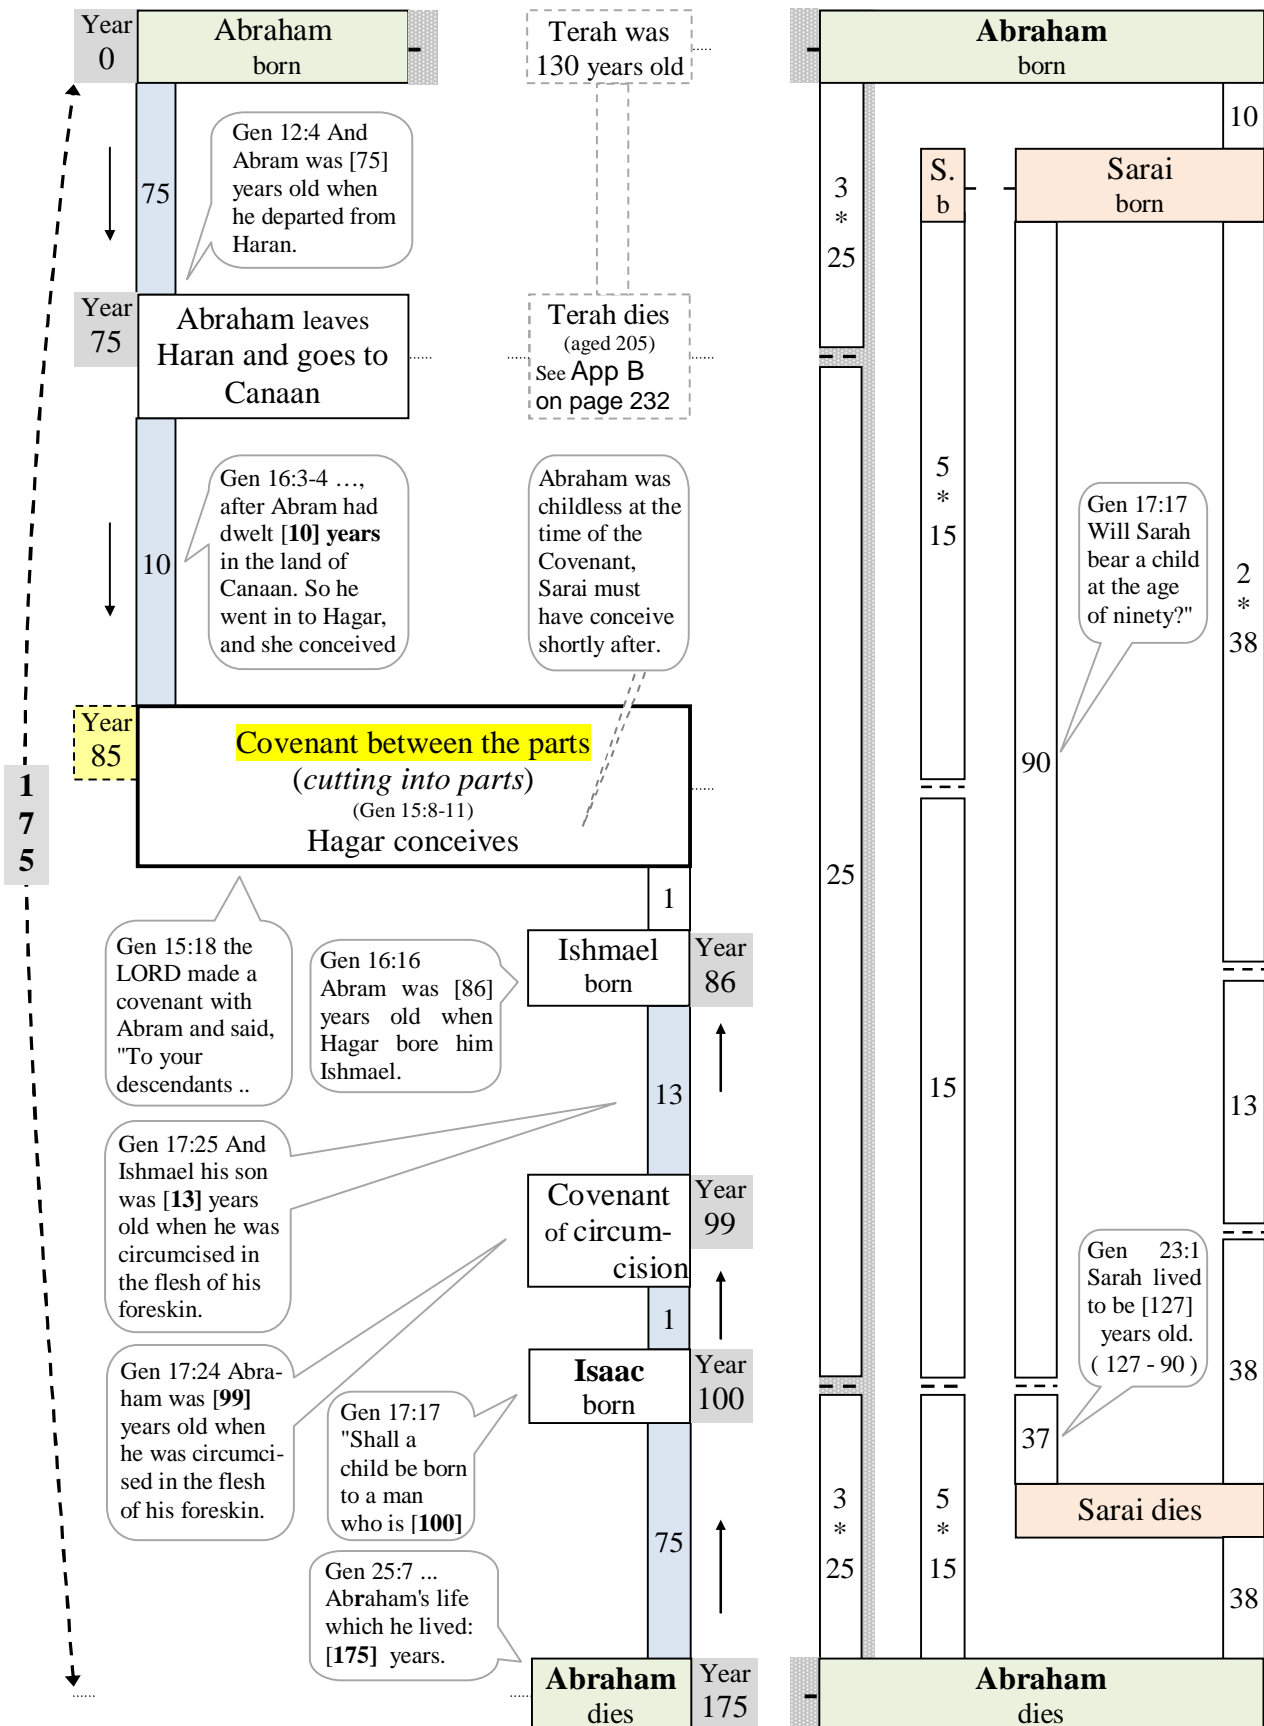 Year
0
Abraham
born
Terah was
130 years old
Gen 12:4 And
Abram was [75]
years old when
he departed from
Haran.
75
Year
75
Abraham leaves
Haran and goes to
Canaan
Terah dies
(aged 205)
See App B
on page 232
Gen 16:3-4 …,
after Abram had
dwelt [10] years
in the land of
Canaan. So he
went in to Hagar,
and she conceived
10
Abraham was
childless at the
time of the
Covenant,
Sarai must
have conceive
shortly after.
Year
85
Covenant between the parts
(cutting into parts)
(Gen 15:8-11)
Hagar conceives
1
7
5
1
Gen 15:18 the
LORD made a
covenant with
Abram and said,
"To your
descendants ..
Gen 16:16
Abram was [86]
years old when
Hagar bore him
Ishmael.
Ishmael
born
Year
86
13
Gen 17:25 And
Ishmael his son
was [13] years
old when he was
circumcised in
the flesh of his
foreskin.
Covenant
of circum-
cision
Year
99
1
Gen 17:24 Abra-
ham was [99]
years old when
he was circumci-
sed in the flesh
of his foreskin.
Gen 17:17
"Shall a
child be born
to a man
who is [100]
Isaac
born
Year
100
75
Gen 25:7 ...
Abraham's life
which he lived:
[175] years.
Abraham
dies
Year
175
Abraham
born
3
*
25
25
3
*
25
S.
b
5
*
15
15
5
*
15
Sarai
born
90
Gen 17:17
Will Sarah
bear a child
at the age
of ninety?"
Gen 23:1
Sarah lived
to be [127]
years old.
( 127 - 90 )
37
Sarai dies
10
2
*
38
13
38
38
Abraham
dies